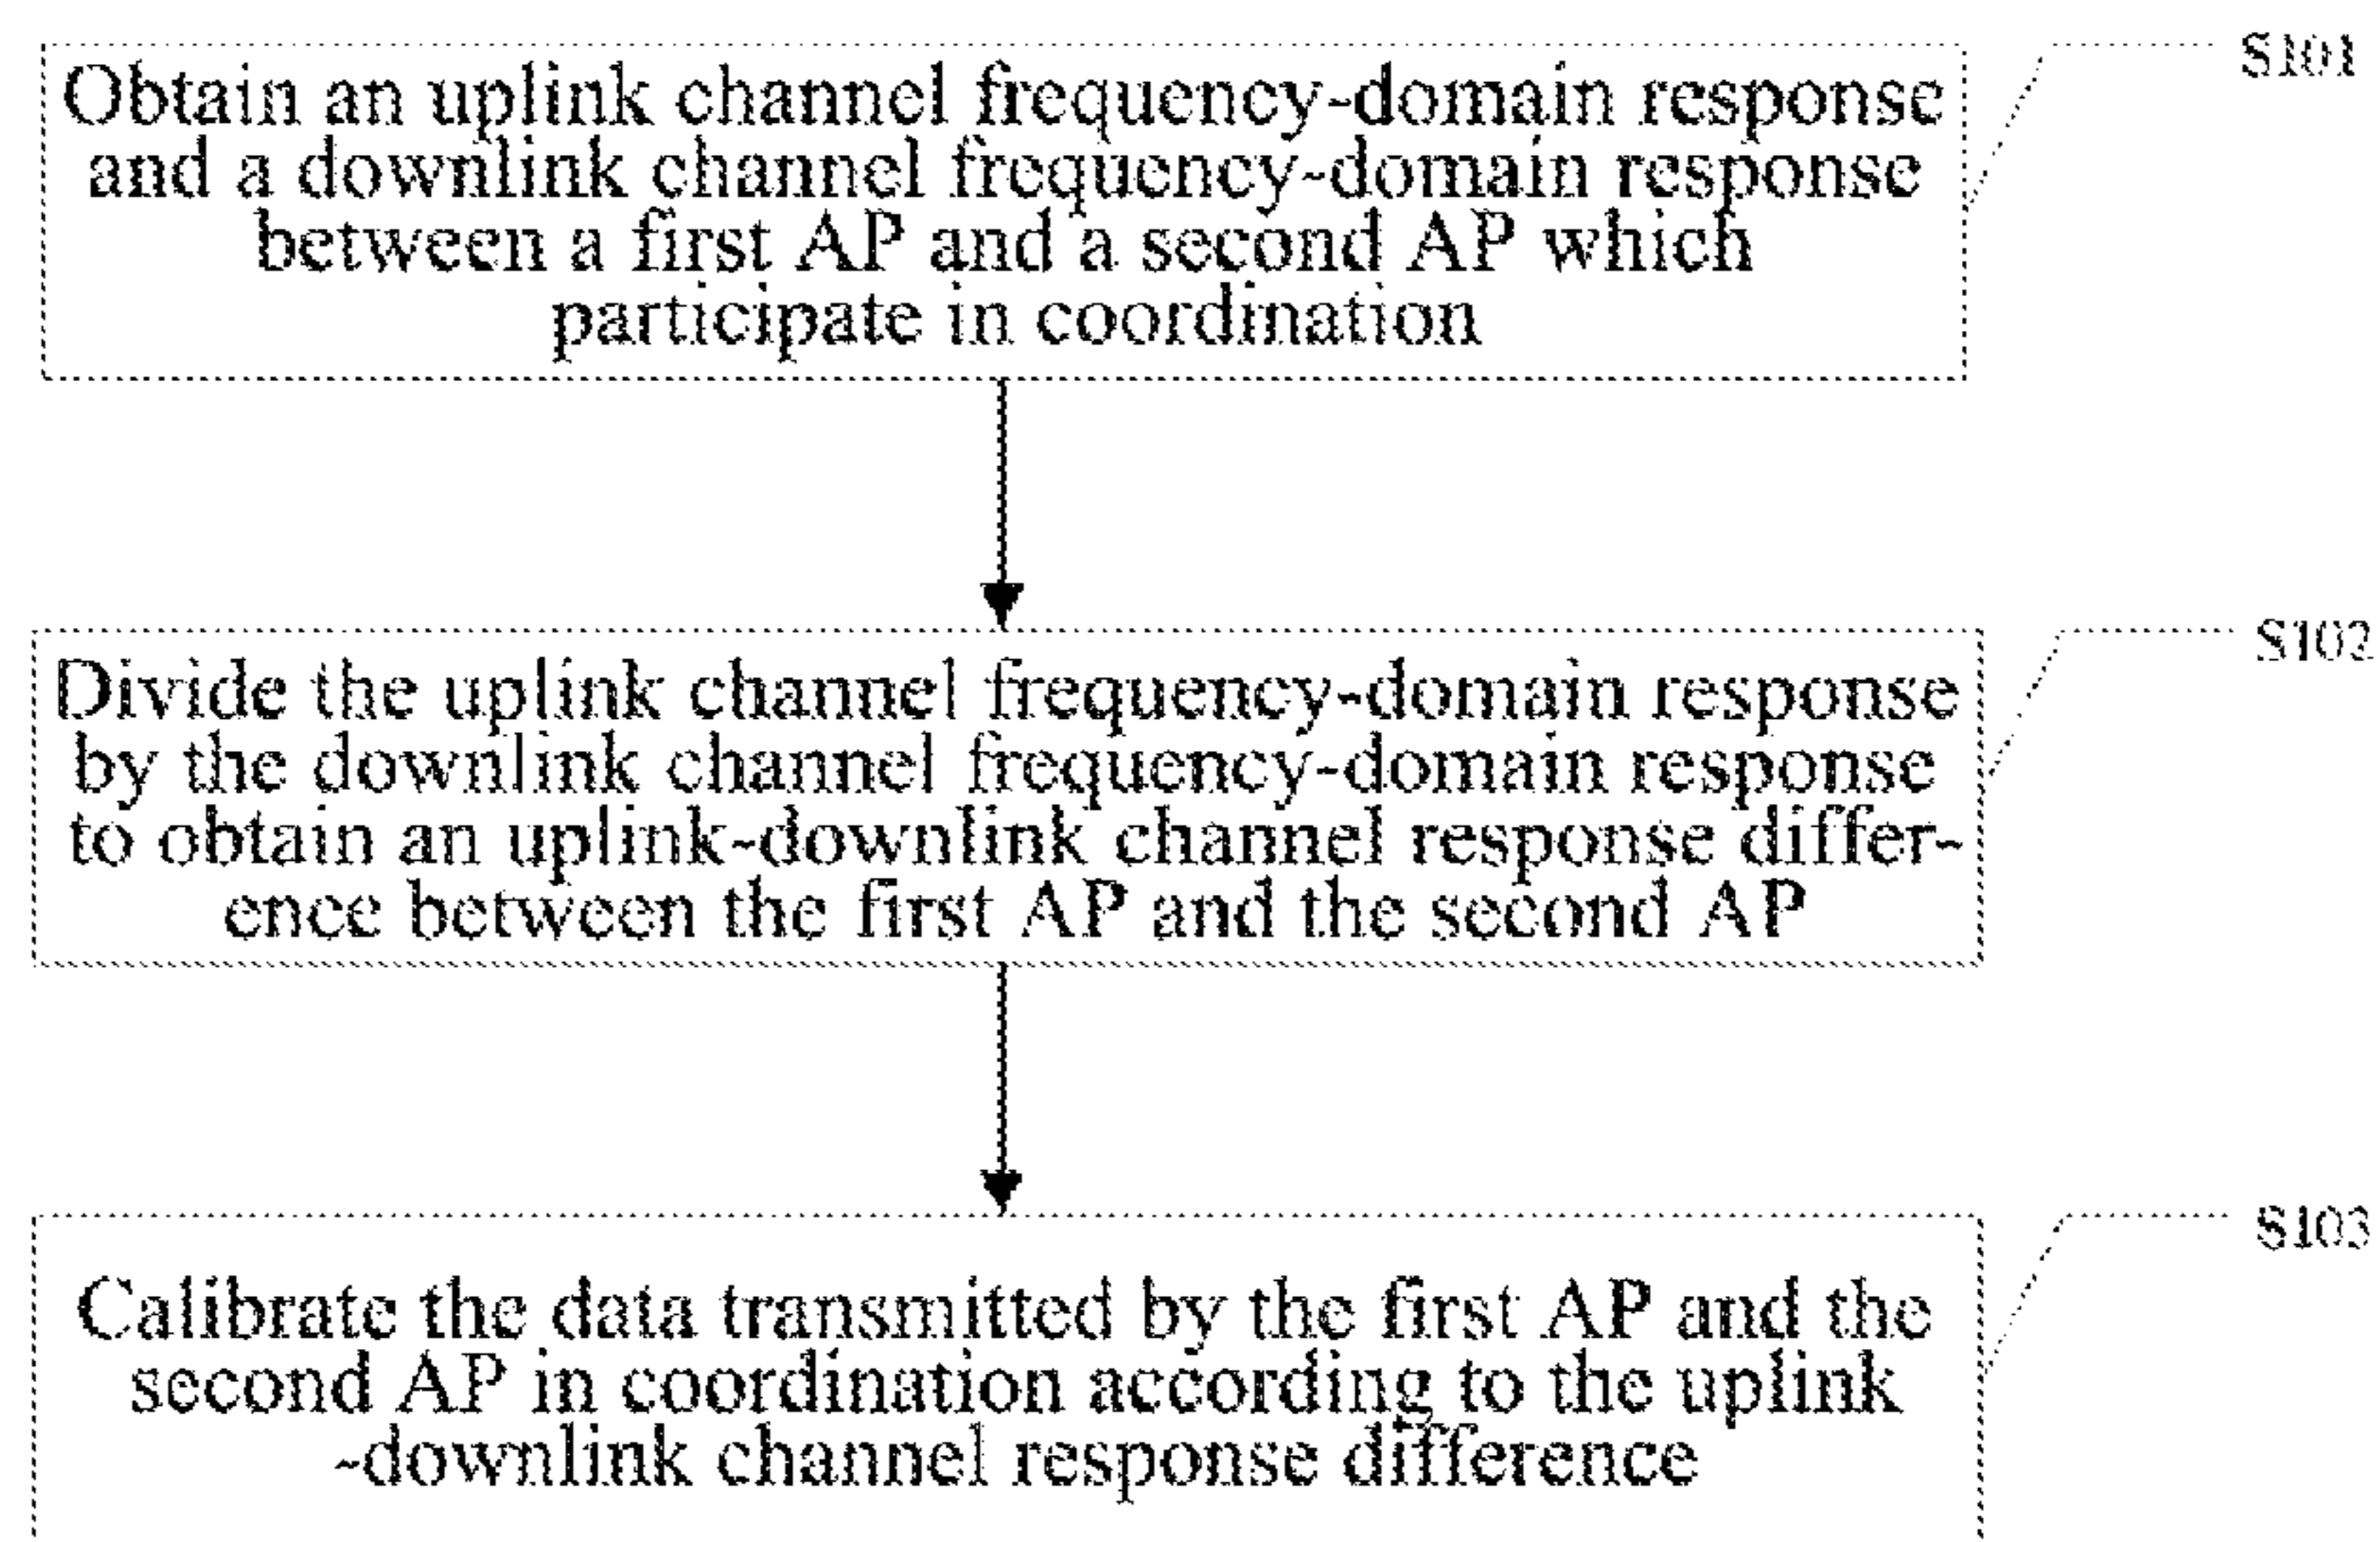 Obtain an uplink channel frequency-domain response
and a downlink channel frequency-domain response
between a first AP and a second AP which
participate in coordination
S101
Divide the uplink channel frequency-domain response
by the downlink channel frequency-domain response
to obtain an uplink-downlink channel response differ-
ence between the first AP and the second AP
S102
Calibrate the data transmitted by the first AP and the
second AP in coordination according to the uplink
-downlink channel response difference
S103